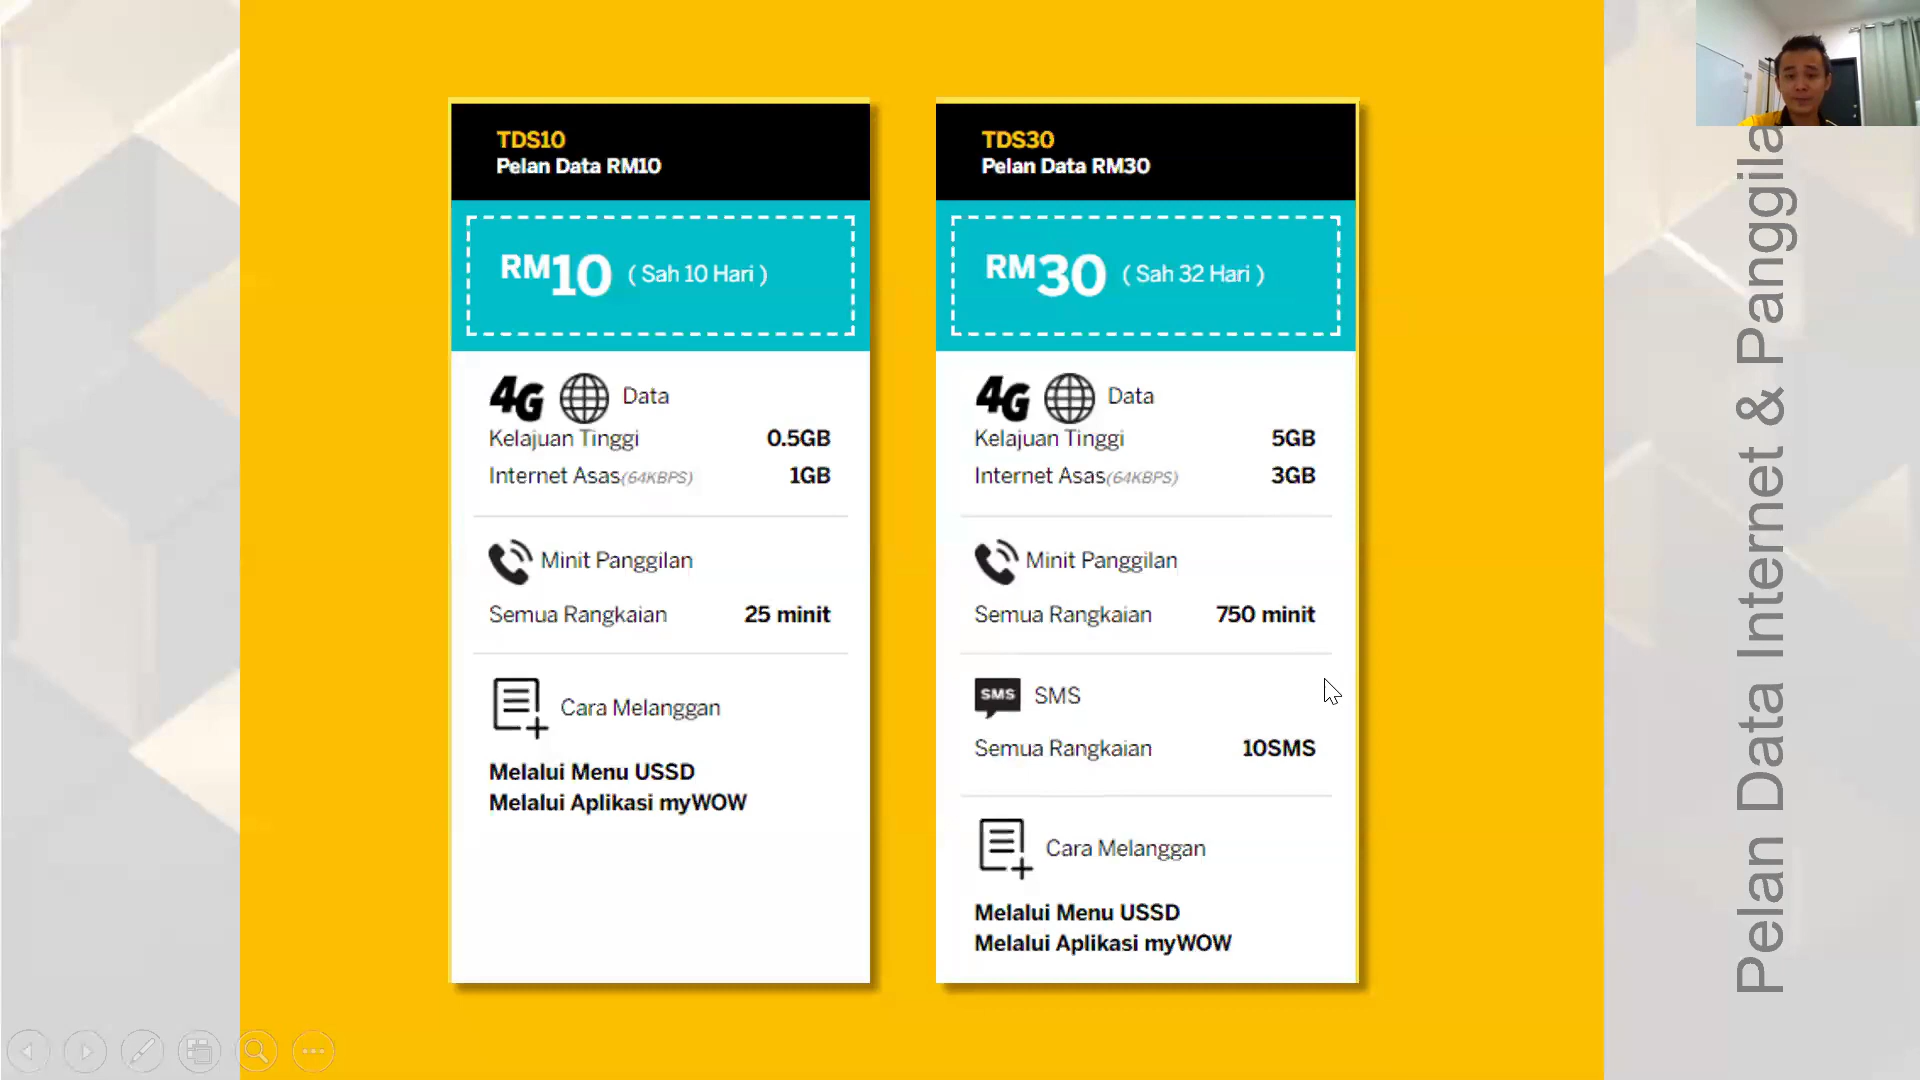 TDS10
Pelan Data RM10
RM10 ( Sah 10 Hari )
4G Data
Kelajuan Tinggi 0.5GB
Internet Asas(64KBPS) 1GB
Minit Panggilan
Semua Rangkaian 25 minit
Cara Melanggan
Melalui Menu USSD
Melalui Aplikasi myWOW
TDS30
Pelan Data RM30
RM30 ( Sah 32 Hari )
4G Data
Kelajuan Tinggi 5GB
Internet Asas(64KBPS) 3GB
Minit Panggilan
Semua Rangkaian 750 minit
SMS SMS
Semua Rangkaian 10SMS
Cara Melanggan
Melalui Menu USSD
Melalui Aplikasi myWOW
Pelan Data Internet & Panggila